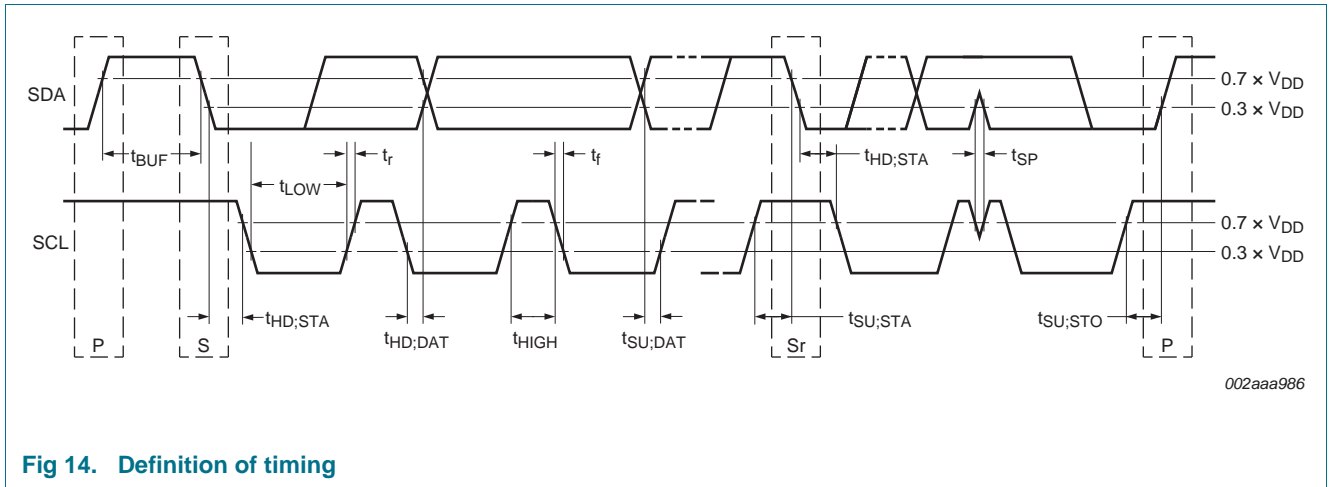 SDA
0.7 × VDD
0.3 × VDD
tBUF
tLOW
tr
tf
tHD;STA
tSP
SCL
0.7 × VDD
0.3 × VDD
tHD;STA
tHD;DAT
tHIGH
tSU;DAT
tSU;STA
tSU;STO
P
S
Sr
P
002aaa986
Fig 14. Definition of timing